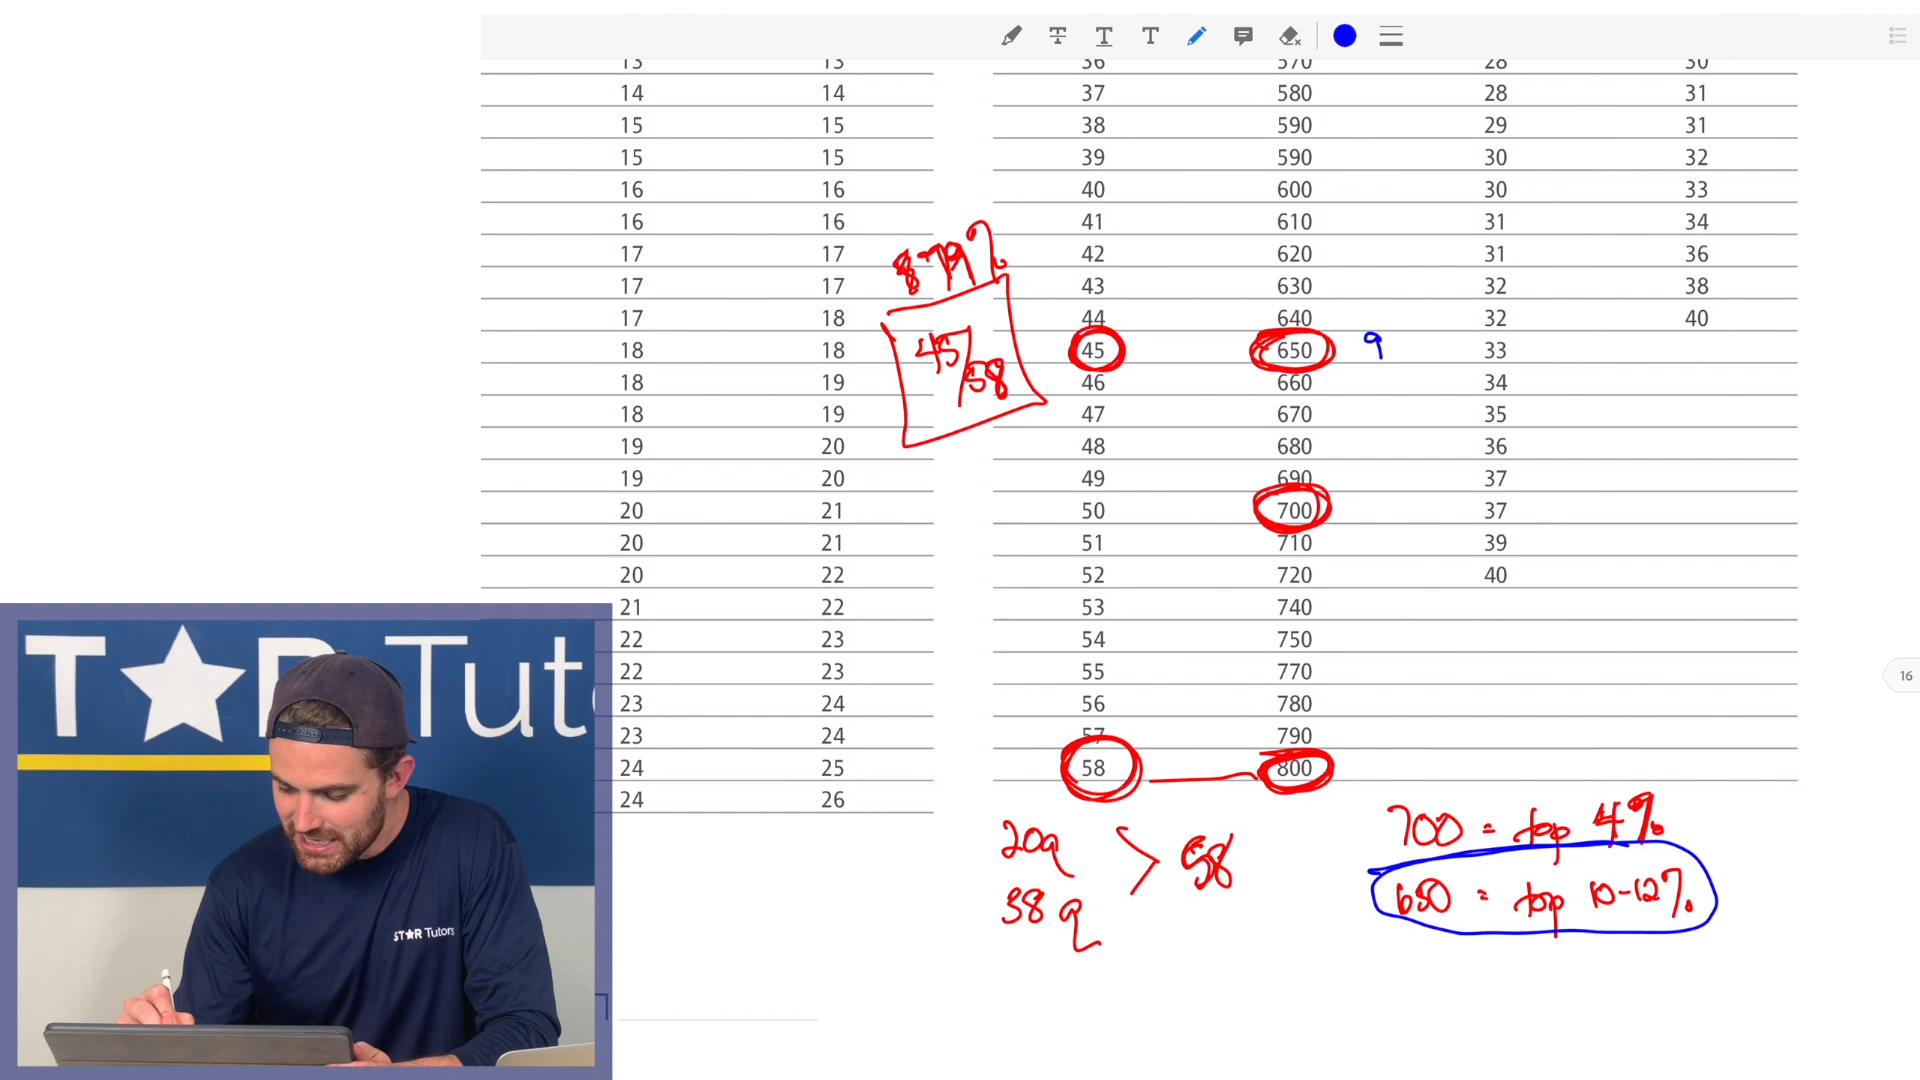 13 13 36 570 28 30
14 14 37 580 28 31
15 15 38 590 29 31
15 15 39 590 30 32
16 16 40 600 30 33
16 16 41 610 31 34
17 17 42 620 31 36
17 17 43 630 32 38
17 18 44 640 32 40
18 18 45 650 9 33
18 19 46 660 34
18 19 47 670 35
19 20 48 680 36
19 20 49 690 37
20 21 50 700 37
20 21 51 710 39
20 22 52 720 40
21 22 53 740
22 23 54 750
22 23 55 770
23 24 56 780
23 24 57 790
24 25 58 800
24 26
45/58
20q
38q
58
700 = top 4%
650 = top 10-12%
16
Tut
ST★R Tutors